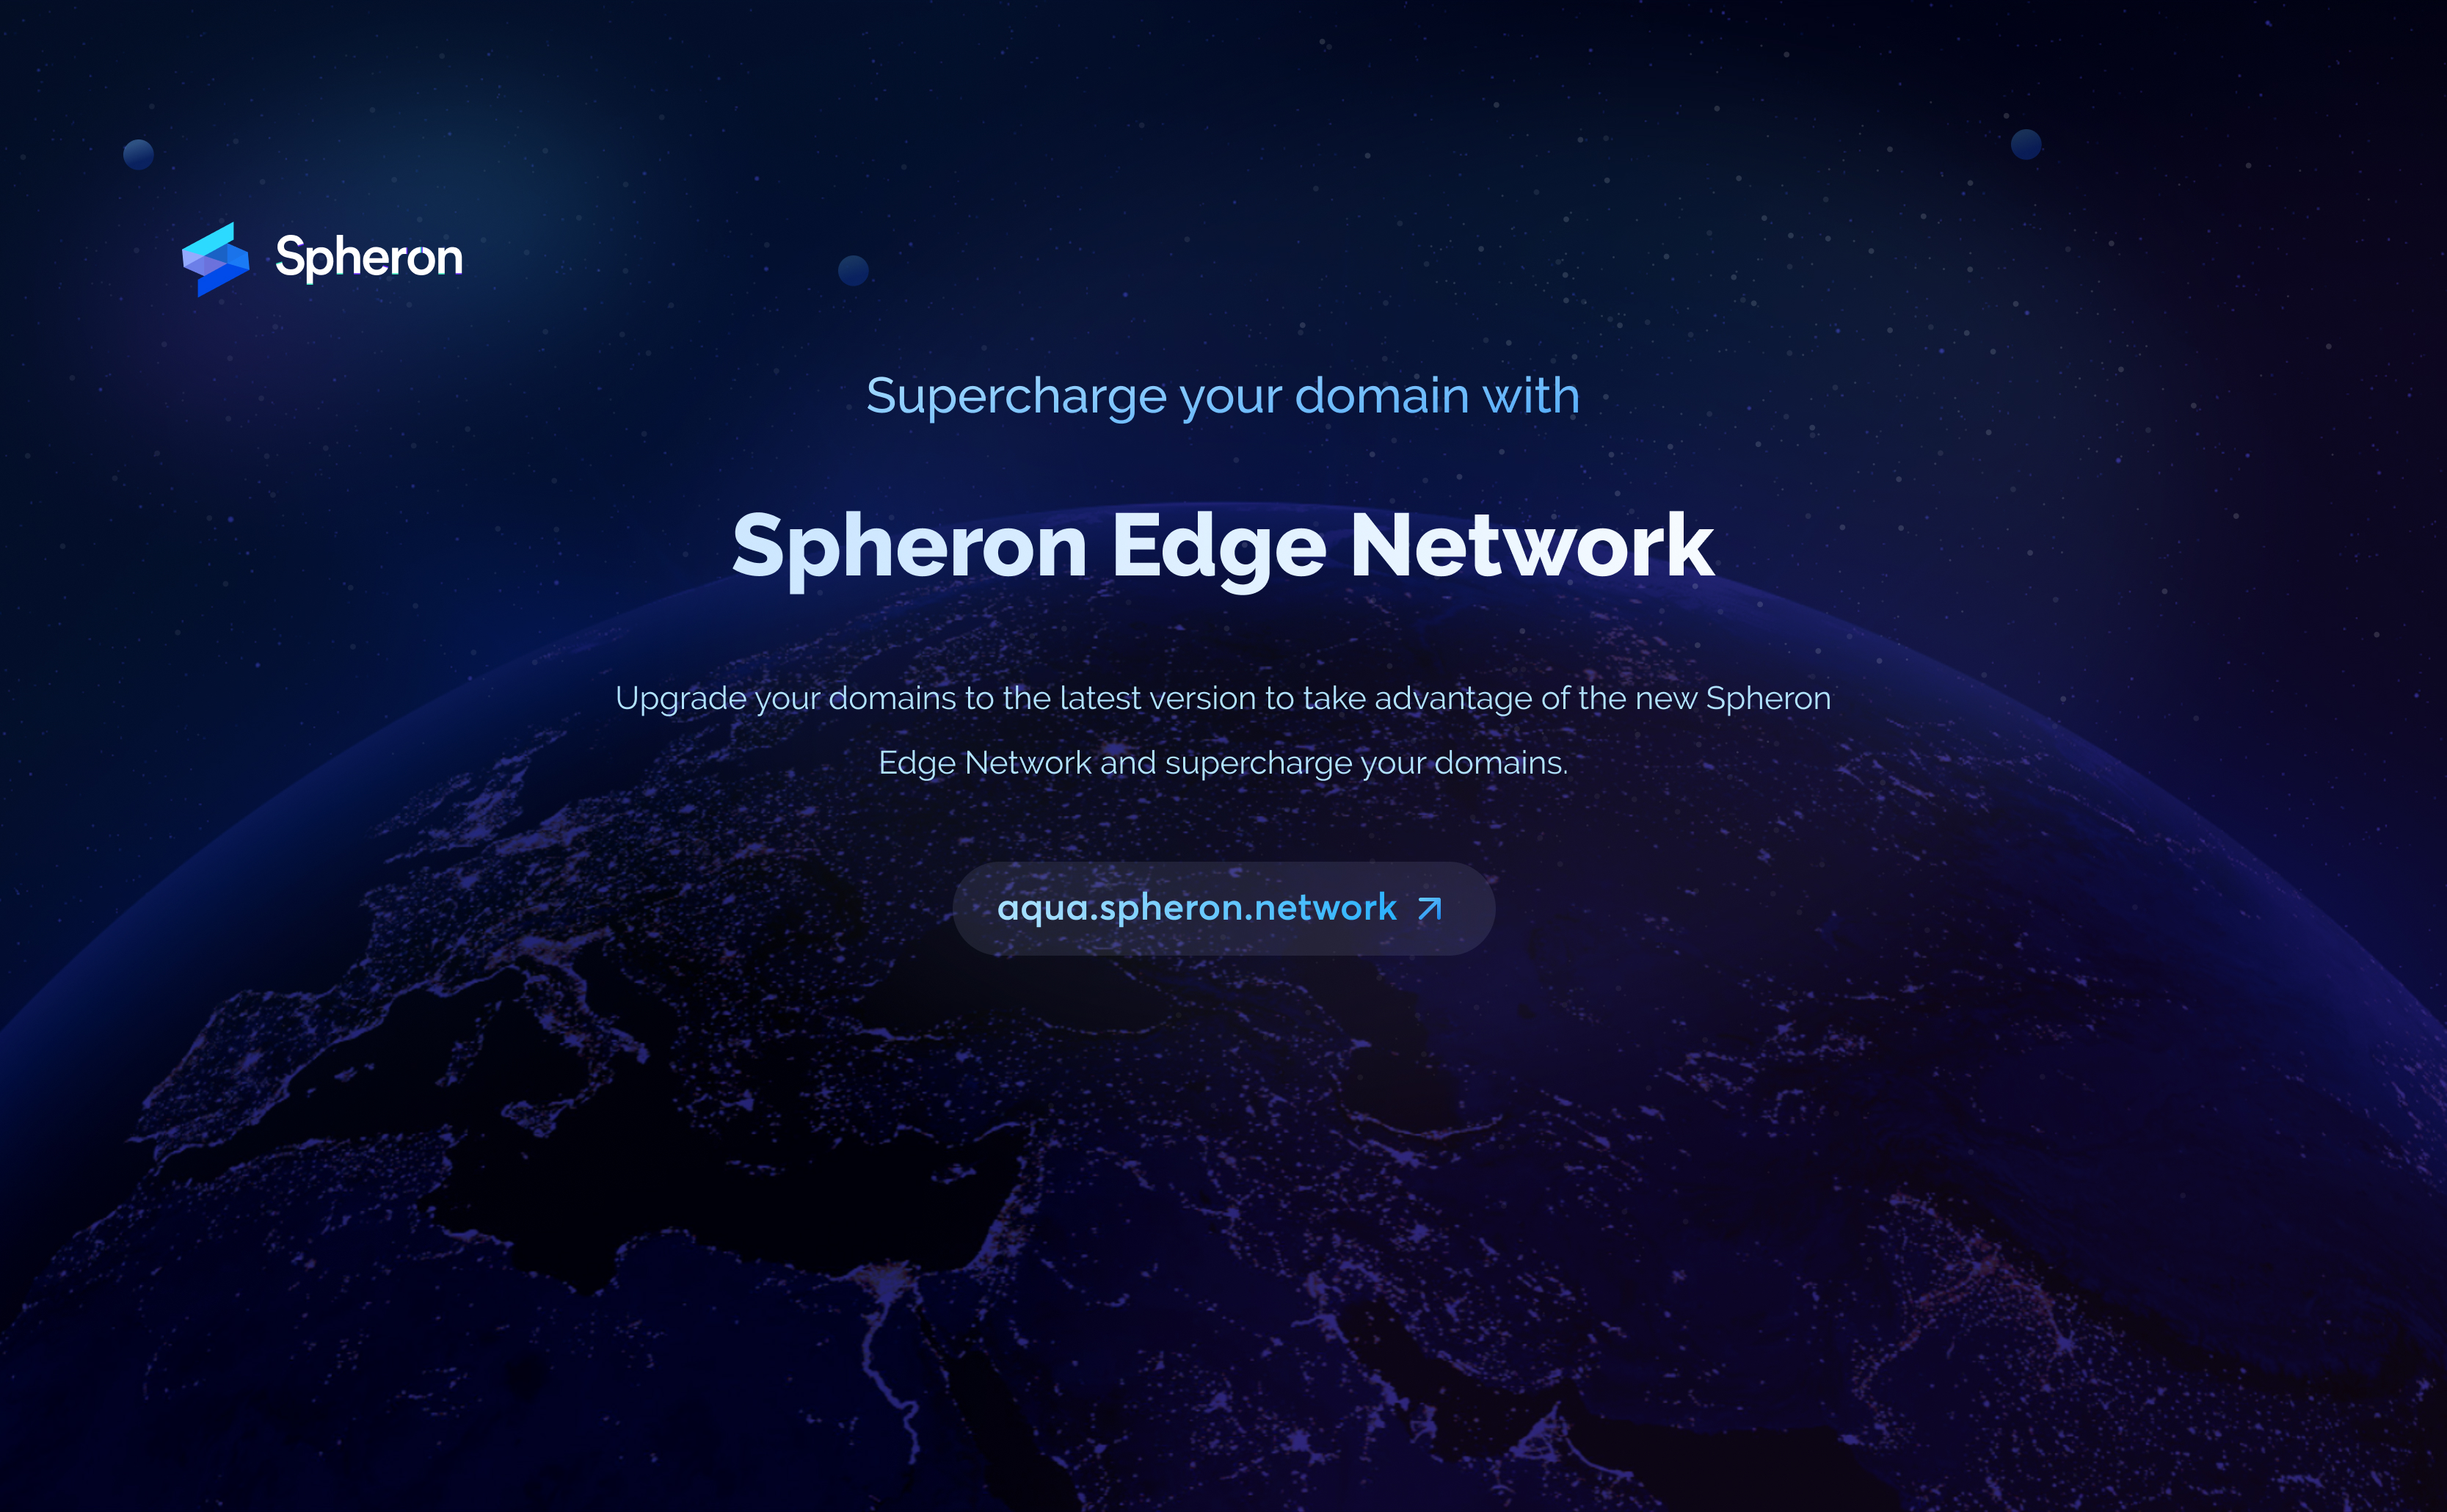 Spheron
Supercharge your domain with
Spheron Edge Network
Upgrade your domains to the latest version to take advantage of the new Spheron
Edge Network and supercharge your domains.
aqua.spheron.network